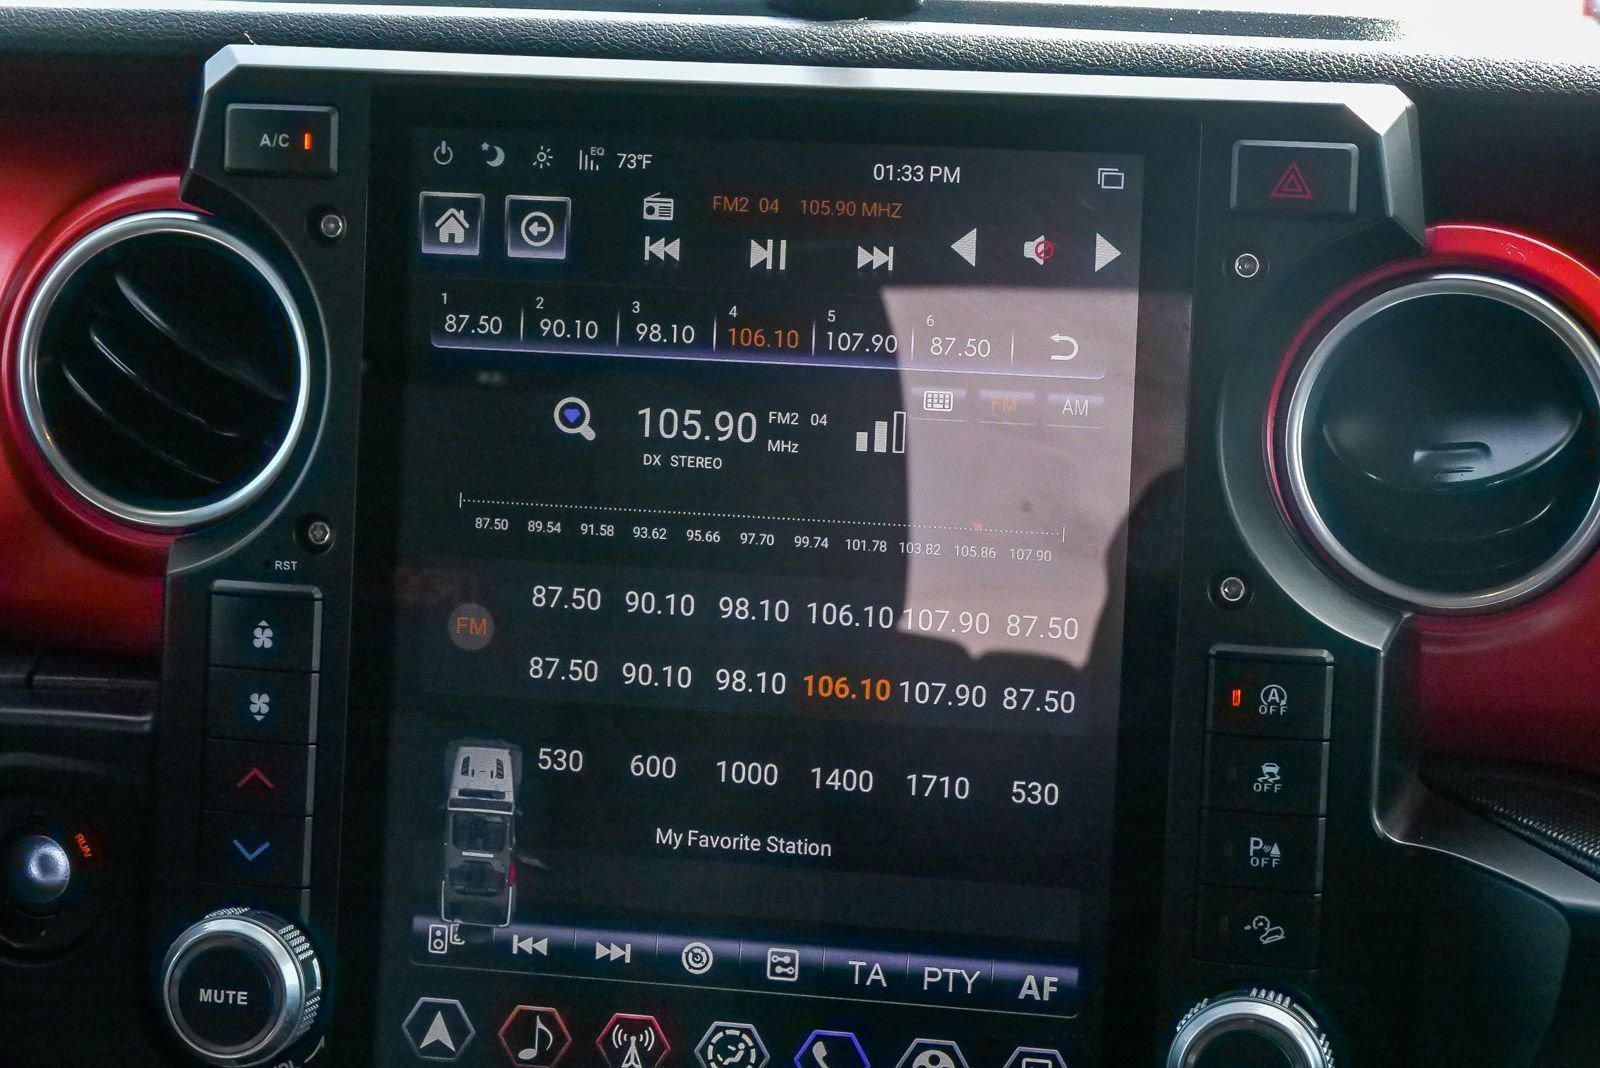 A/C
EQ 73°F
01:33 PM
FM2 04 105.90 MHZ
1 2 3 4 5 6
87.50 90.10 98.10 106.10 107.90 87.50
FM AM
105.90 FM2 04
MHz
DX STEREO
87.50 89.54 91.58 93.62 95.66 97.70 99.74 101.78 103.82 105.86 107.90
RST
FM
87.50 90.10 98.10 106.10 107.90 87.50
87.50 90.10 98.10 106.10 107.90 87.50
530 600 1000 1400 1710 530
My Favorite Station
TA PTY AF
A OFF
OFF
P OFF
RUN
MUTE